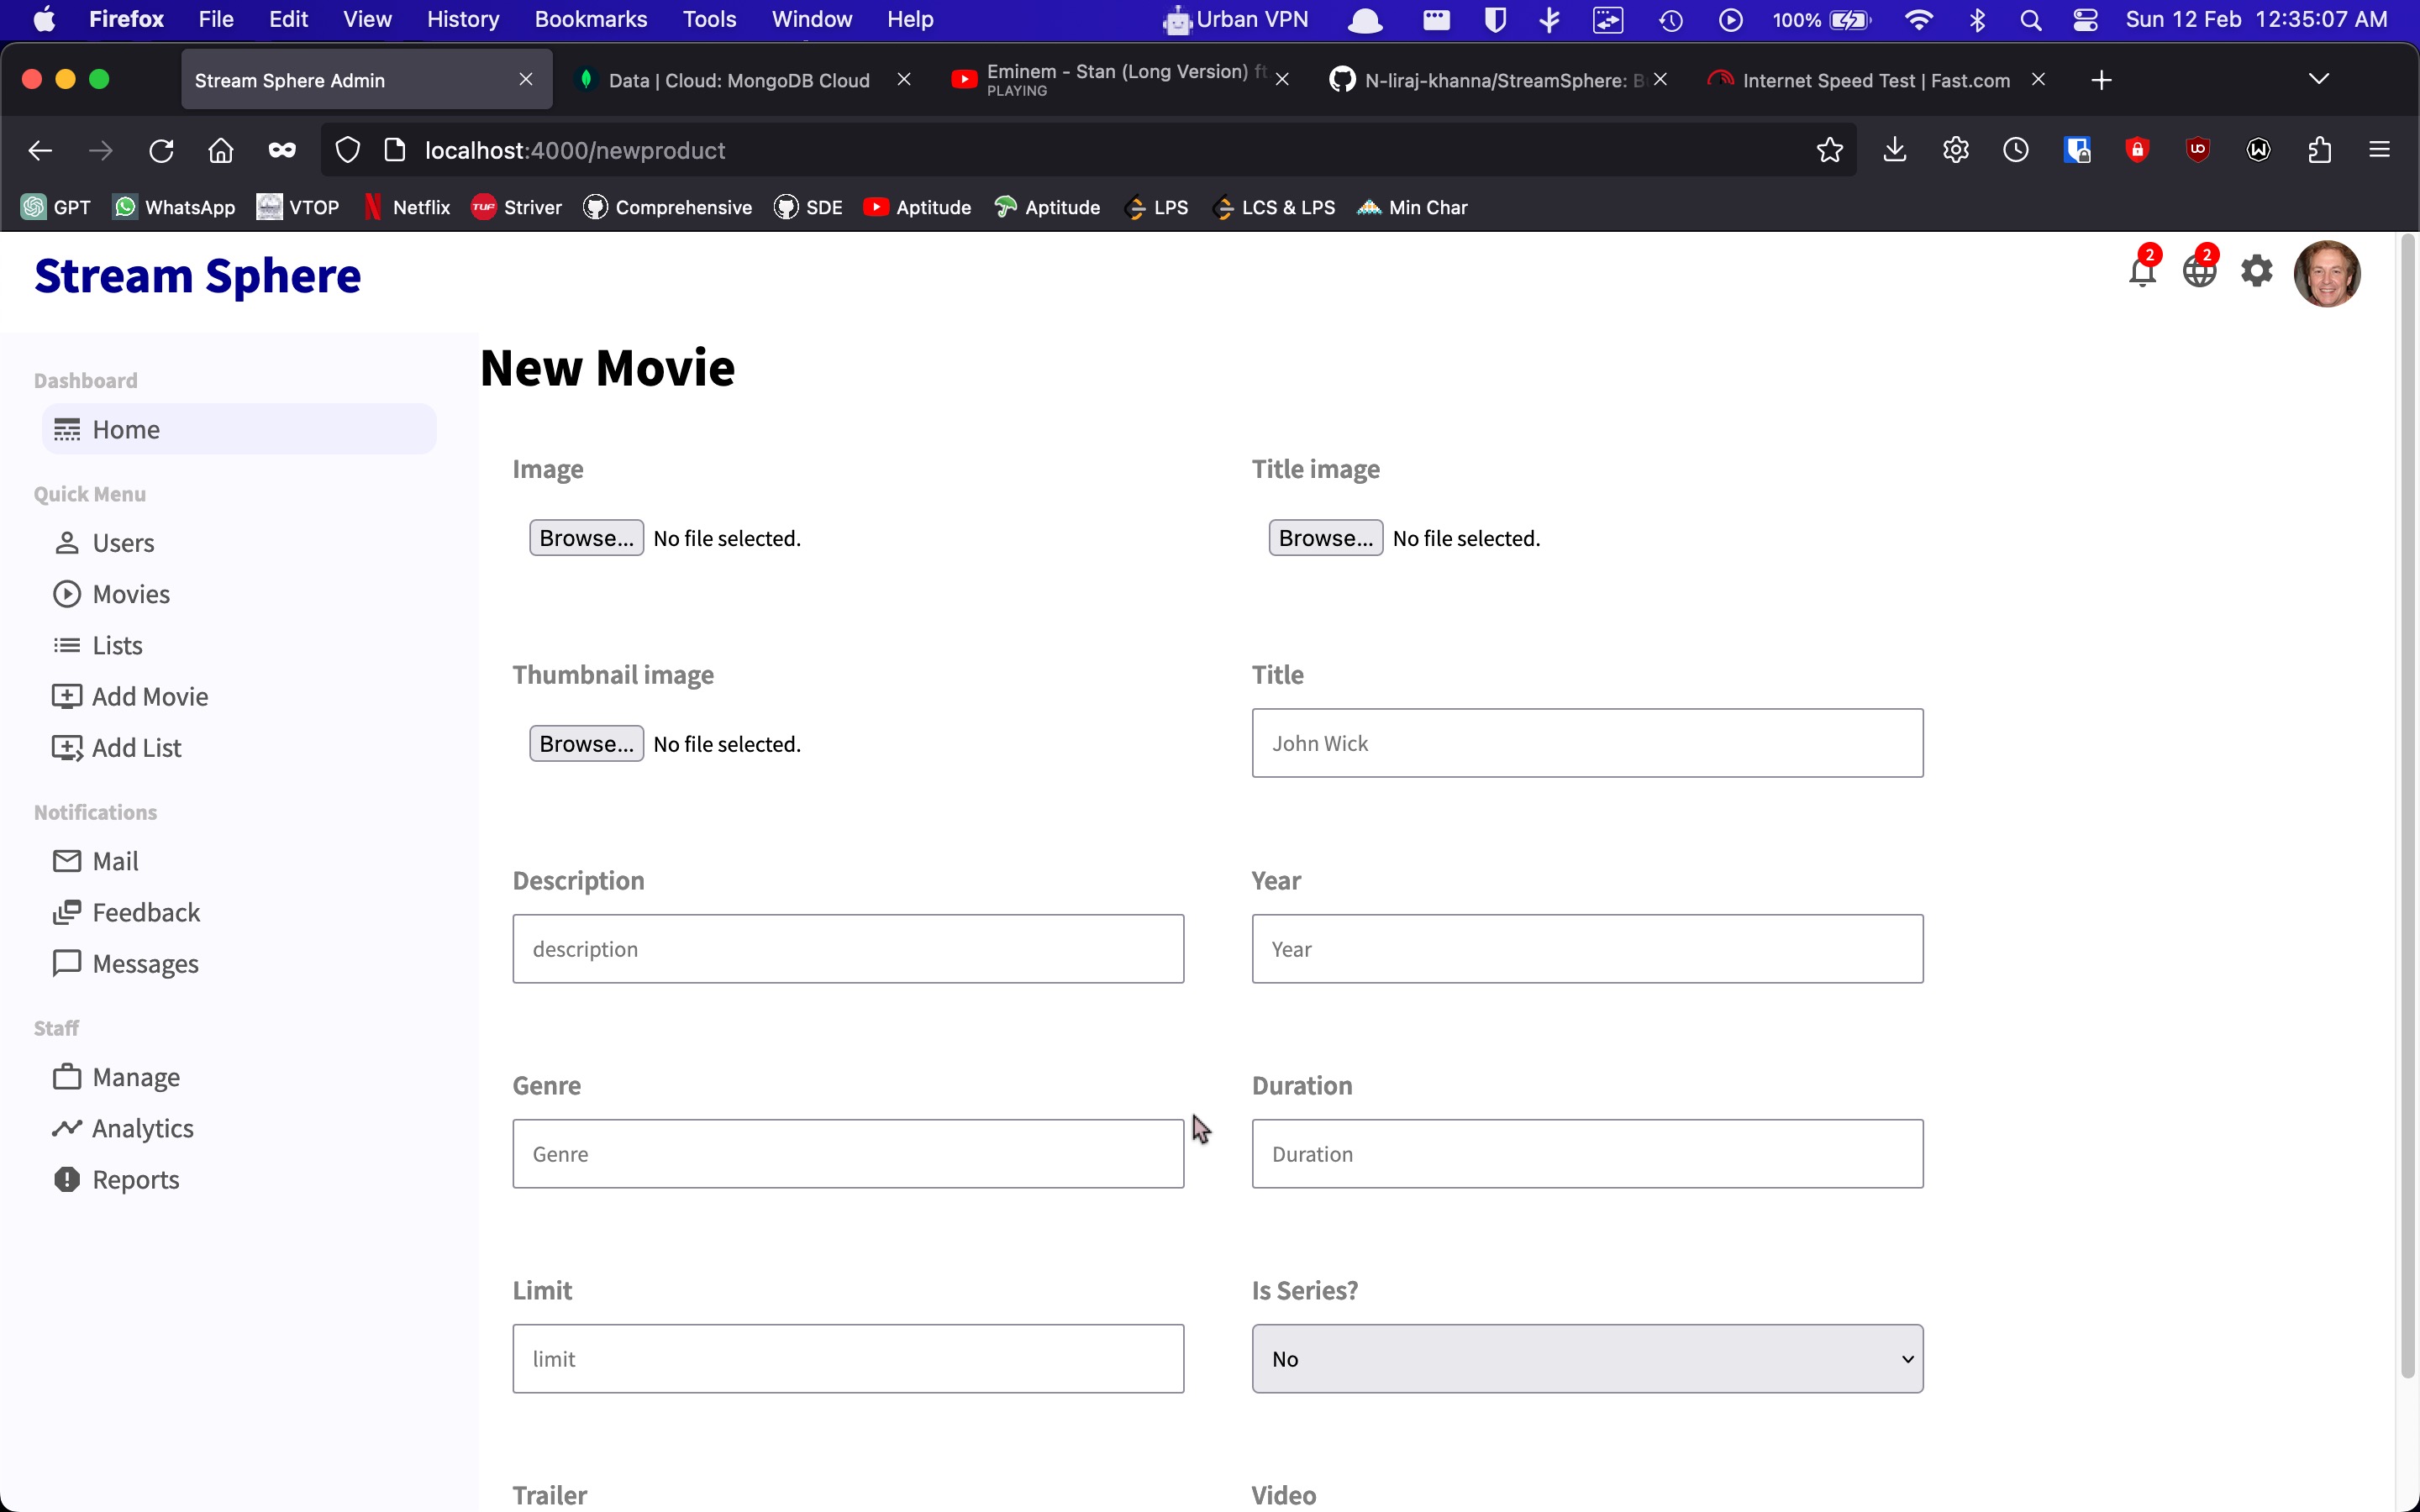 Firefox File Edit View History Bookmarks Tools Window Help Urban VPN 100% Sun 12 Feb 12:35:07 AM
Stream Sphere Admin Data | Cloud: MongoDB Cloud Eminem - Stan (Long Version) ft N-liraj-khanna/StreamSphere: B Internet Speed Test | Fast.com
PLAYING
localhost:4000/newproduct
GPT WhatsApp VTOP Netflix TUF Striver Comprehensive SDE Aptitude Aptitude LPS LCS & LPS Min Char
Stream Sphere
2 2
New Movie
Dashboard
Home
Quick Menu
Users
Movies
Lists
Add Movie
Add List
Notifications
Mail
Feedback
Messages
Staff
Manage
Analytics
Reports
Image
Browse... No file selected.
Title image
Browse... No file selected.
Thumbnail image
Browse... No file selected.
Title
John Wick
Description
description
Year
Year
Genre
Genre
Duration
Duration
Limit
limit
Is Series?
No
Trailer
Video